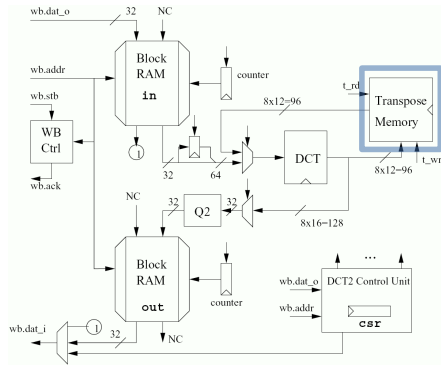 wb.dat_o
32
NC
Block
RAM
in
counter
wb.addr
wb.stb
WB
Ctrl
wb.ack
1
32
64
8x12=96
DCT
t_rd
Transpose
Memory
t_wr
8x12-96
NC
32
Q2
32
8x16-128
Block
RAM
out
counter
NC
wb.dat_i
1
32
...
wb.dat_o
DCT2 Control Unit
wb.addr
csr